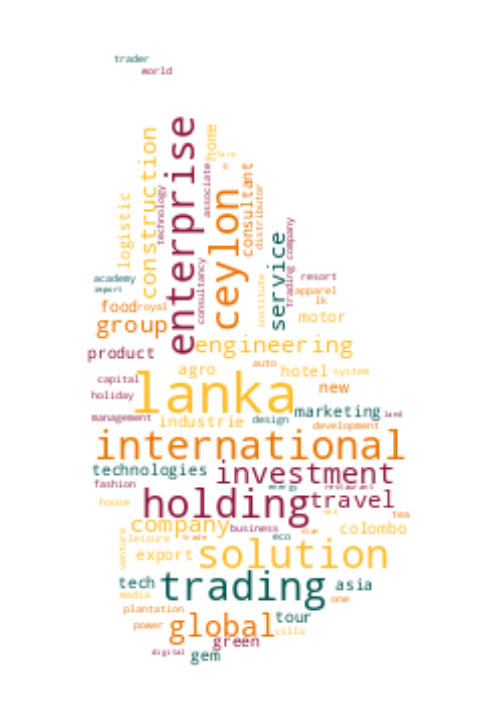 trader
world
enterprise
construction
home
logistic
technology
associate
ceylon
consultant
distributor
service
trading company
consultancy
institute
academy
import
resort
apparel
lk
food
royal
group
motor
engineering
product
auto
agro
hotel
system
capital
lanka
new
holiday
management
industrie
design
marketing
land
development
international
technologies
investment
fashion
energy
restaurant
house
holding
travel
tea
company
business
star
colombo
venture
leisure
trade
eco
export
solution
tech
trading
asia
media
one
plantation
power
global
tour
villa
green
digital
gem